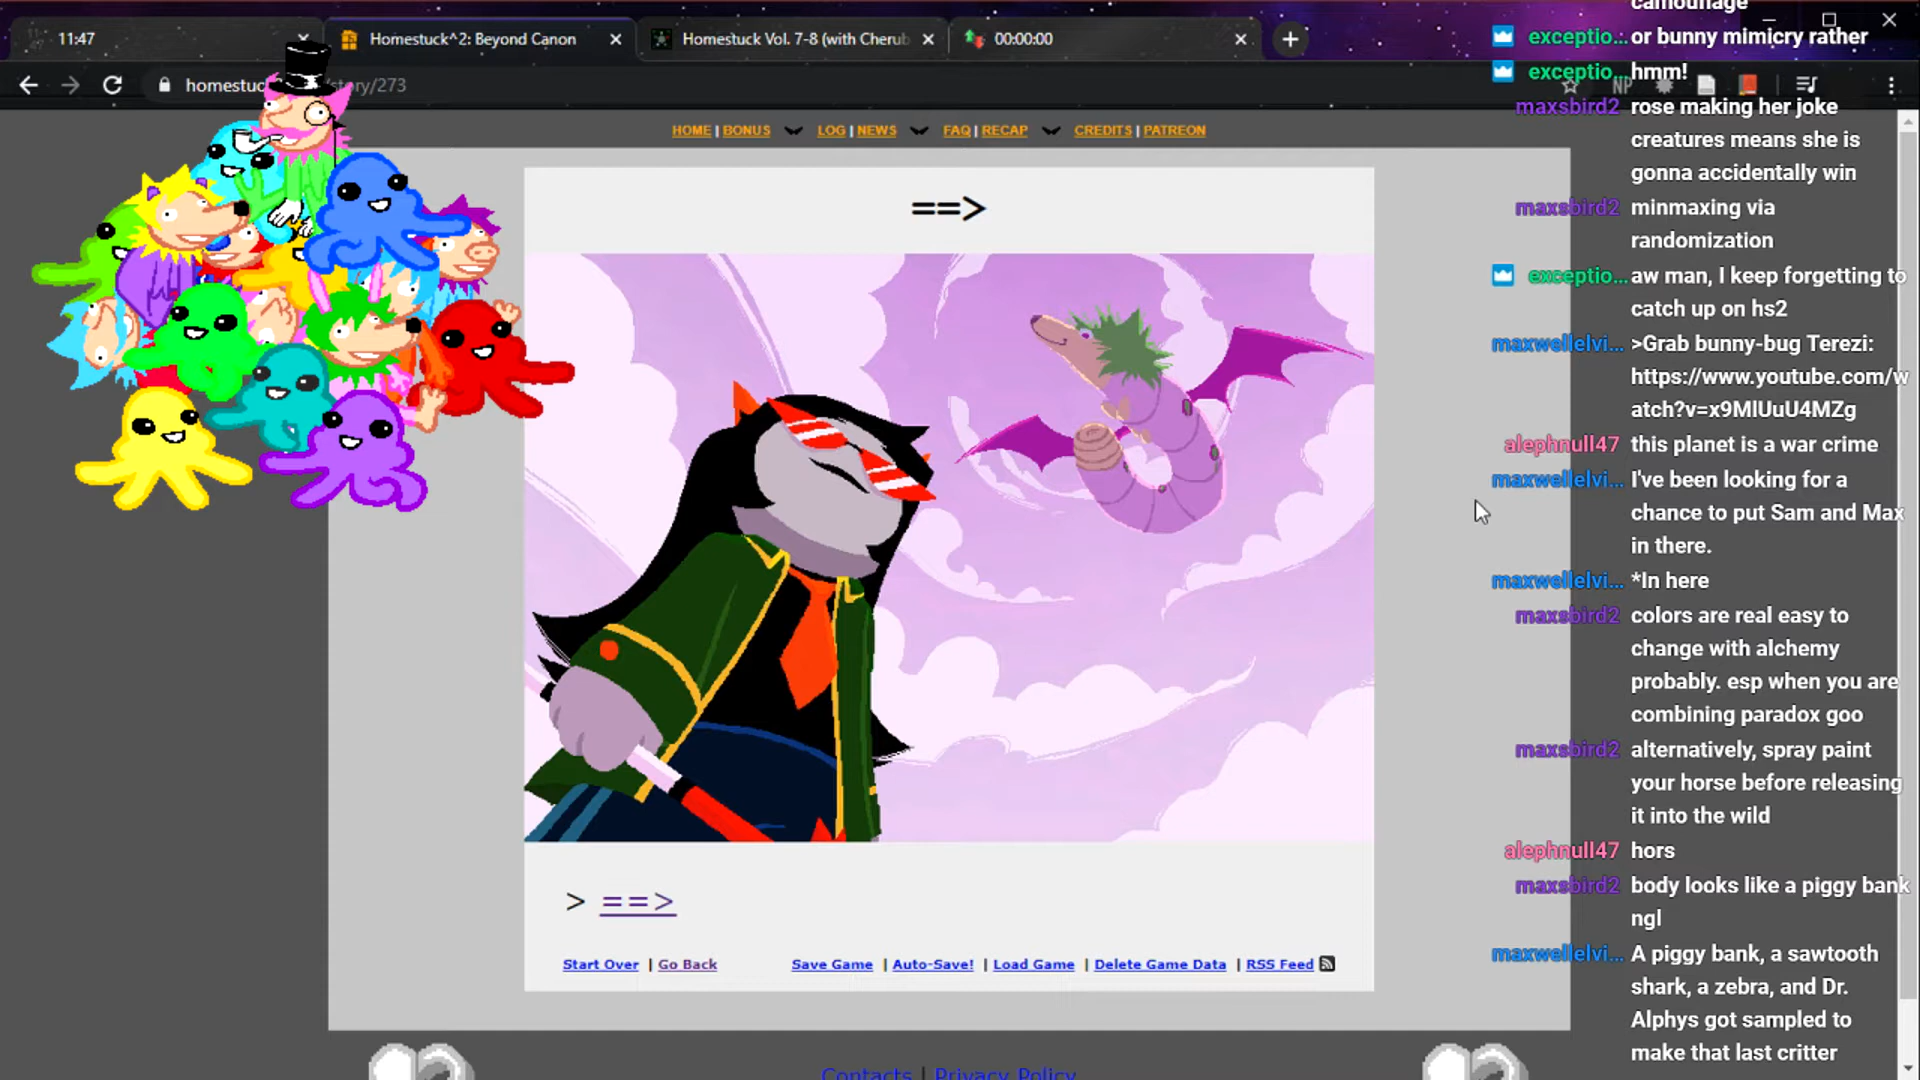 11:47
Homestuck^2: Beyond Canon
Homestuck Vol. 7-8 (with Cherub
00:00:00
homestuc
tory/273
NP
HOME | BONUS LOG | NEWS FAQ | RECAP CREDITS | PATREON
==>
> ==>
Start Over | Go Back Save Game | Auto-Save! | Load Game | Delete Game Data | RSS Feed
Contacts | Privacy Policy
camouflage
exceptio...: or bunny mimicry rather
exceptio... hmm!
maxsbird2 rose making her joke
creatures means she is
gonna accidentally win
maxsbird2 minmaxing via
randomization
exceptio... aw man, I keep forgetting to
catch up on hs2
maxwellelvi... >Grab bunny-bug Terezi:
https://www.youtube.com/w
atch?v=x9MlUuU4MZg
alephnull47 this planet is a war crime
maxwellelvi... I've been looking for a
chance to put Sam and Max
in there.
maxwellelvi... *In here
maxsbird2 colors are real easy to
change with alchemy
probably. esp when you are
combining paradox goo
maxsbird2 alternatively, spray paint
your horse before releasing
it into the wild
alephnull47 hors
maxsbird2 body looks like a piggy bank
ngl
maxwellelvi... A piggy bank, a sawtooth
shark, a zebra, and Dr.
Alphys got sampled to
make that last critter